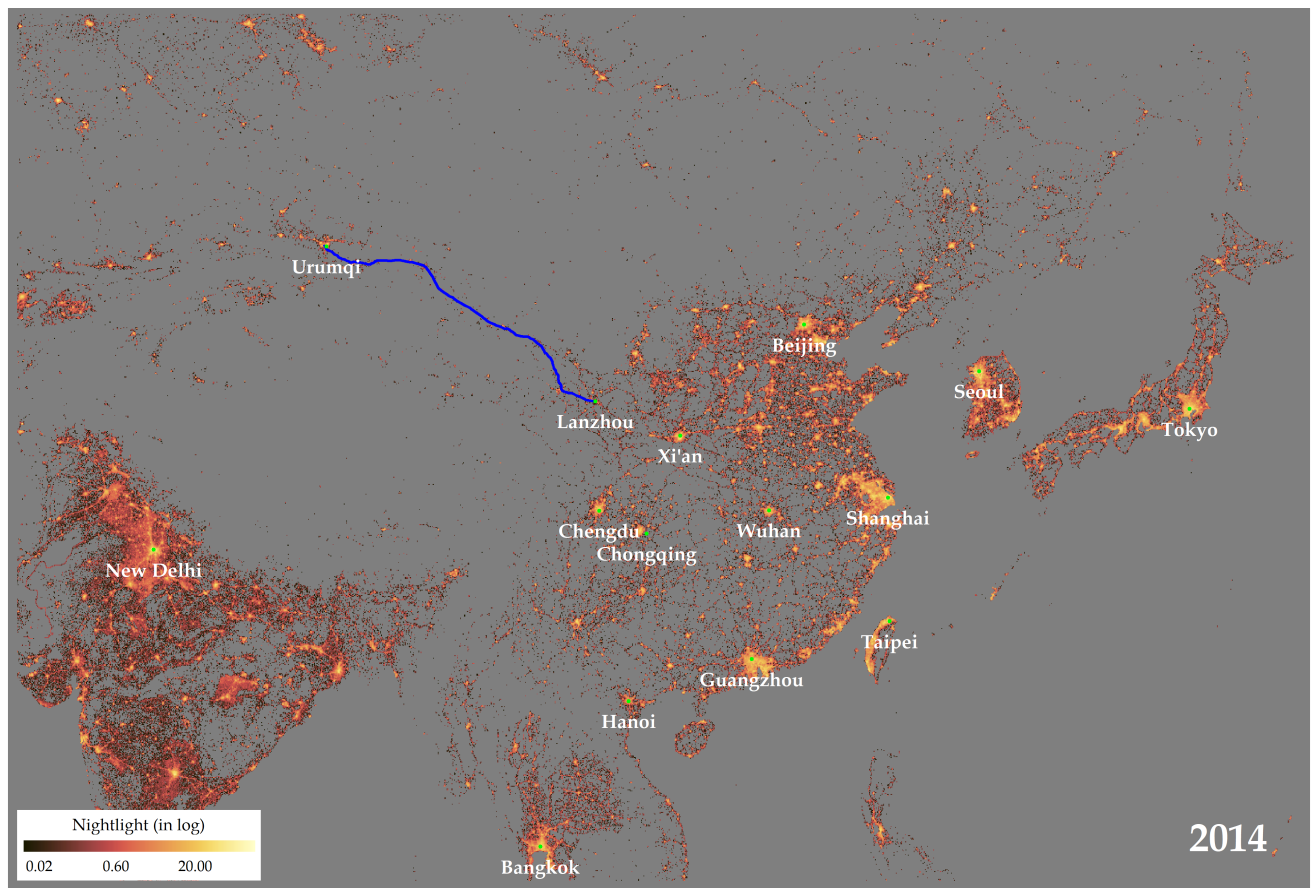 Urumqi
Beijing
Seoul
Lanzhou
Tokyo
Xi'an
Shanghai
Chengdu
Wuhan
Chongqing
New Delhi
Taipei
Guangzhou
Hanoi
Nightlight (in log)
0.02 0.60 20.00
2014
Bangkok